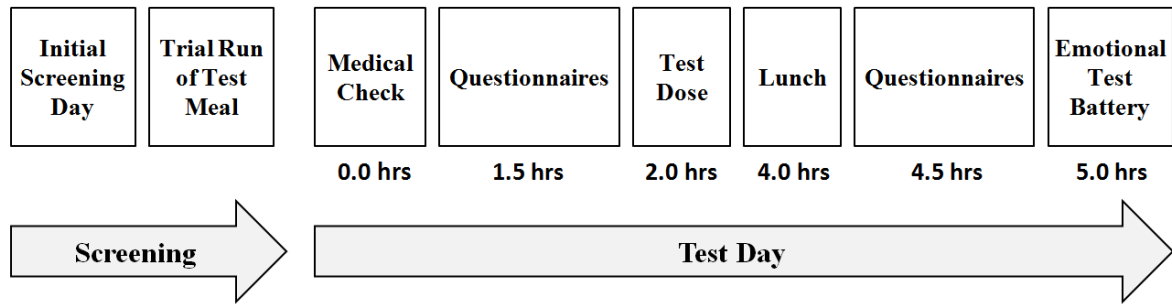 Initial
Screening
Day
Trial Run
of Test
Meal
Medical
Check
Questionnaires
Test
Dose
Lunch
Questionnaires
Emotional
Test
Battery
0.0 hrs
1.5 hrs
2.0 hrs
4.0 hrs
4.5 hrs
5.0 hrs
Screening
Test Day